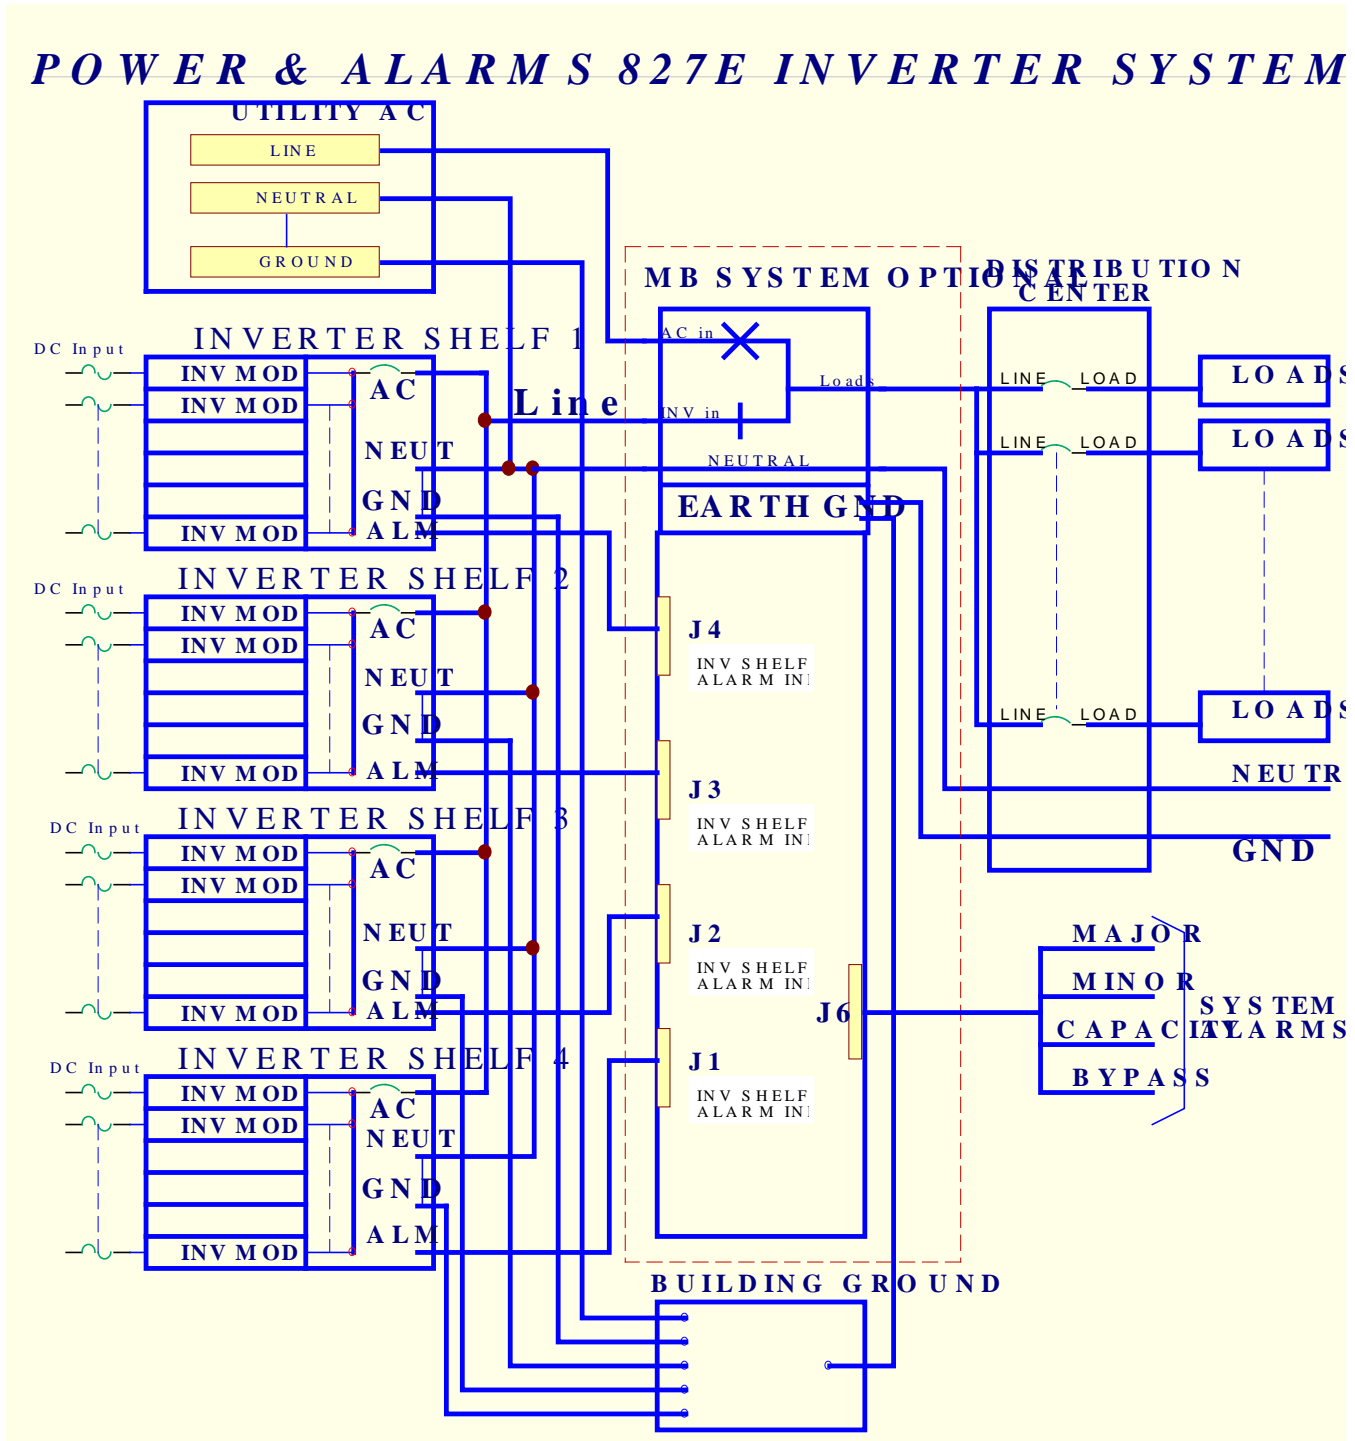 POWER & ALARMS 827E INVERTER SYSTEM
UTILITY AC
LINE
NEUTRAL
GROUND
MB SYSTEM OPTIONAL
DISTRIBUTION
CENTER
INVERTER SHELF 1
DC Input
INV MOD
INV MOD
INV MOD
AC
NEUT
GND
ALM
Line
AC in
Loads
INV in
NEUTRAL
EARTH GND
LINE LOAD
LOADS
LINE LOAD
LOADS
LINE LOAD
LOADS
NEUTR
GND
INVERTER SHELF 2
DC Input
INV MOD
INV MOD
INV MOD
AC
NEUT
GND
ALM
J4
INV SHELF
ALARM IN
J3
INV SHELF
ALARM IN
INVERTER SHELF 3
DC Input
INV MOD
INV MOD
INV MOD
AC
NEUT
GND
ALM
J2
INV SHELF
ALARM IN
J6
MAJOR
MINOR
CAPACITY
BYPASS
SYSTEM
ALARMS
INVERTER SHELF 4
DC Input
INV MOD
INV MOD
INV MOD
AC
NEUT
GND
ALM
J1
INV SHELF
ALARM IN
BUILDING GROUND